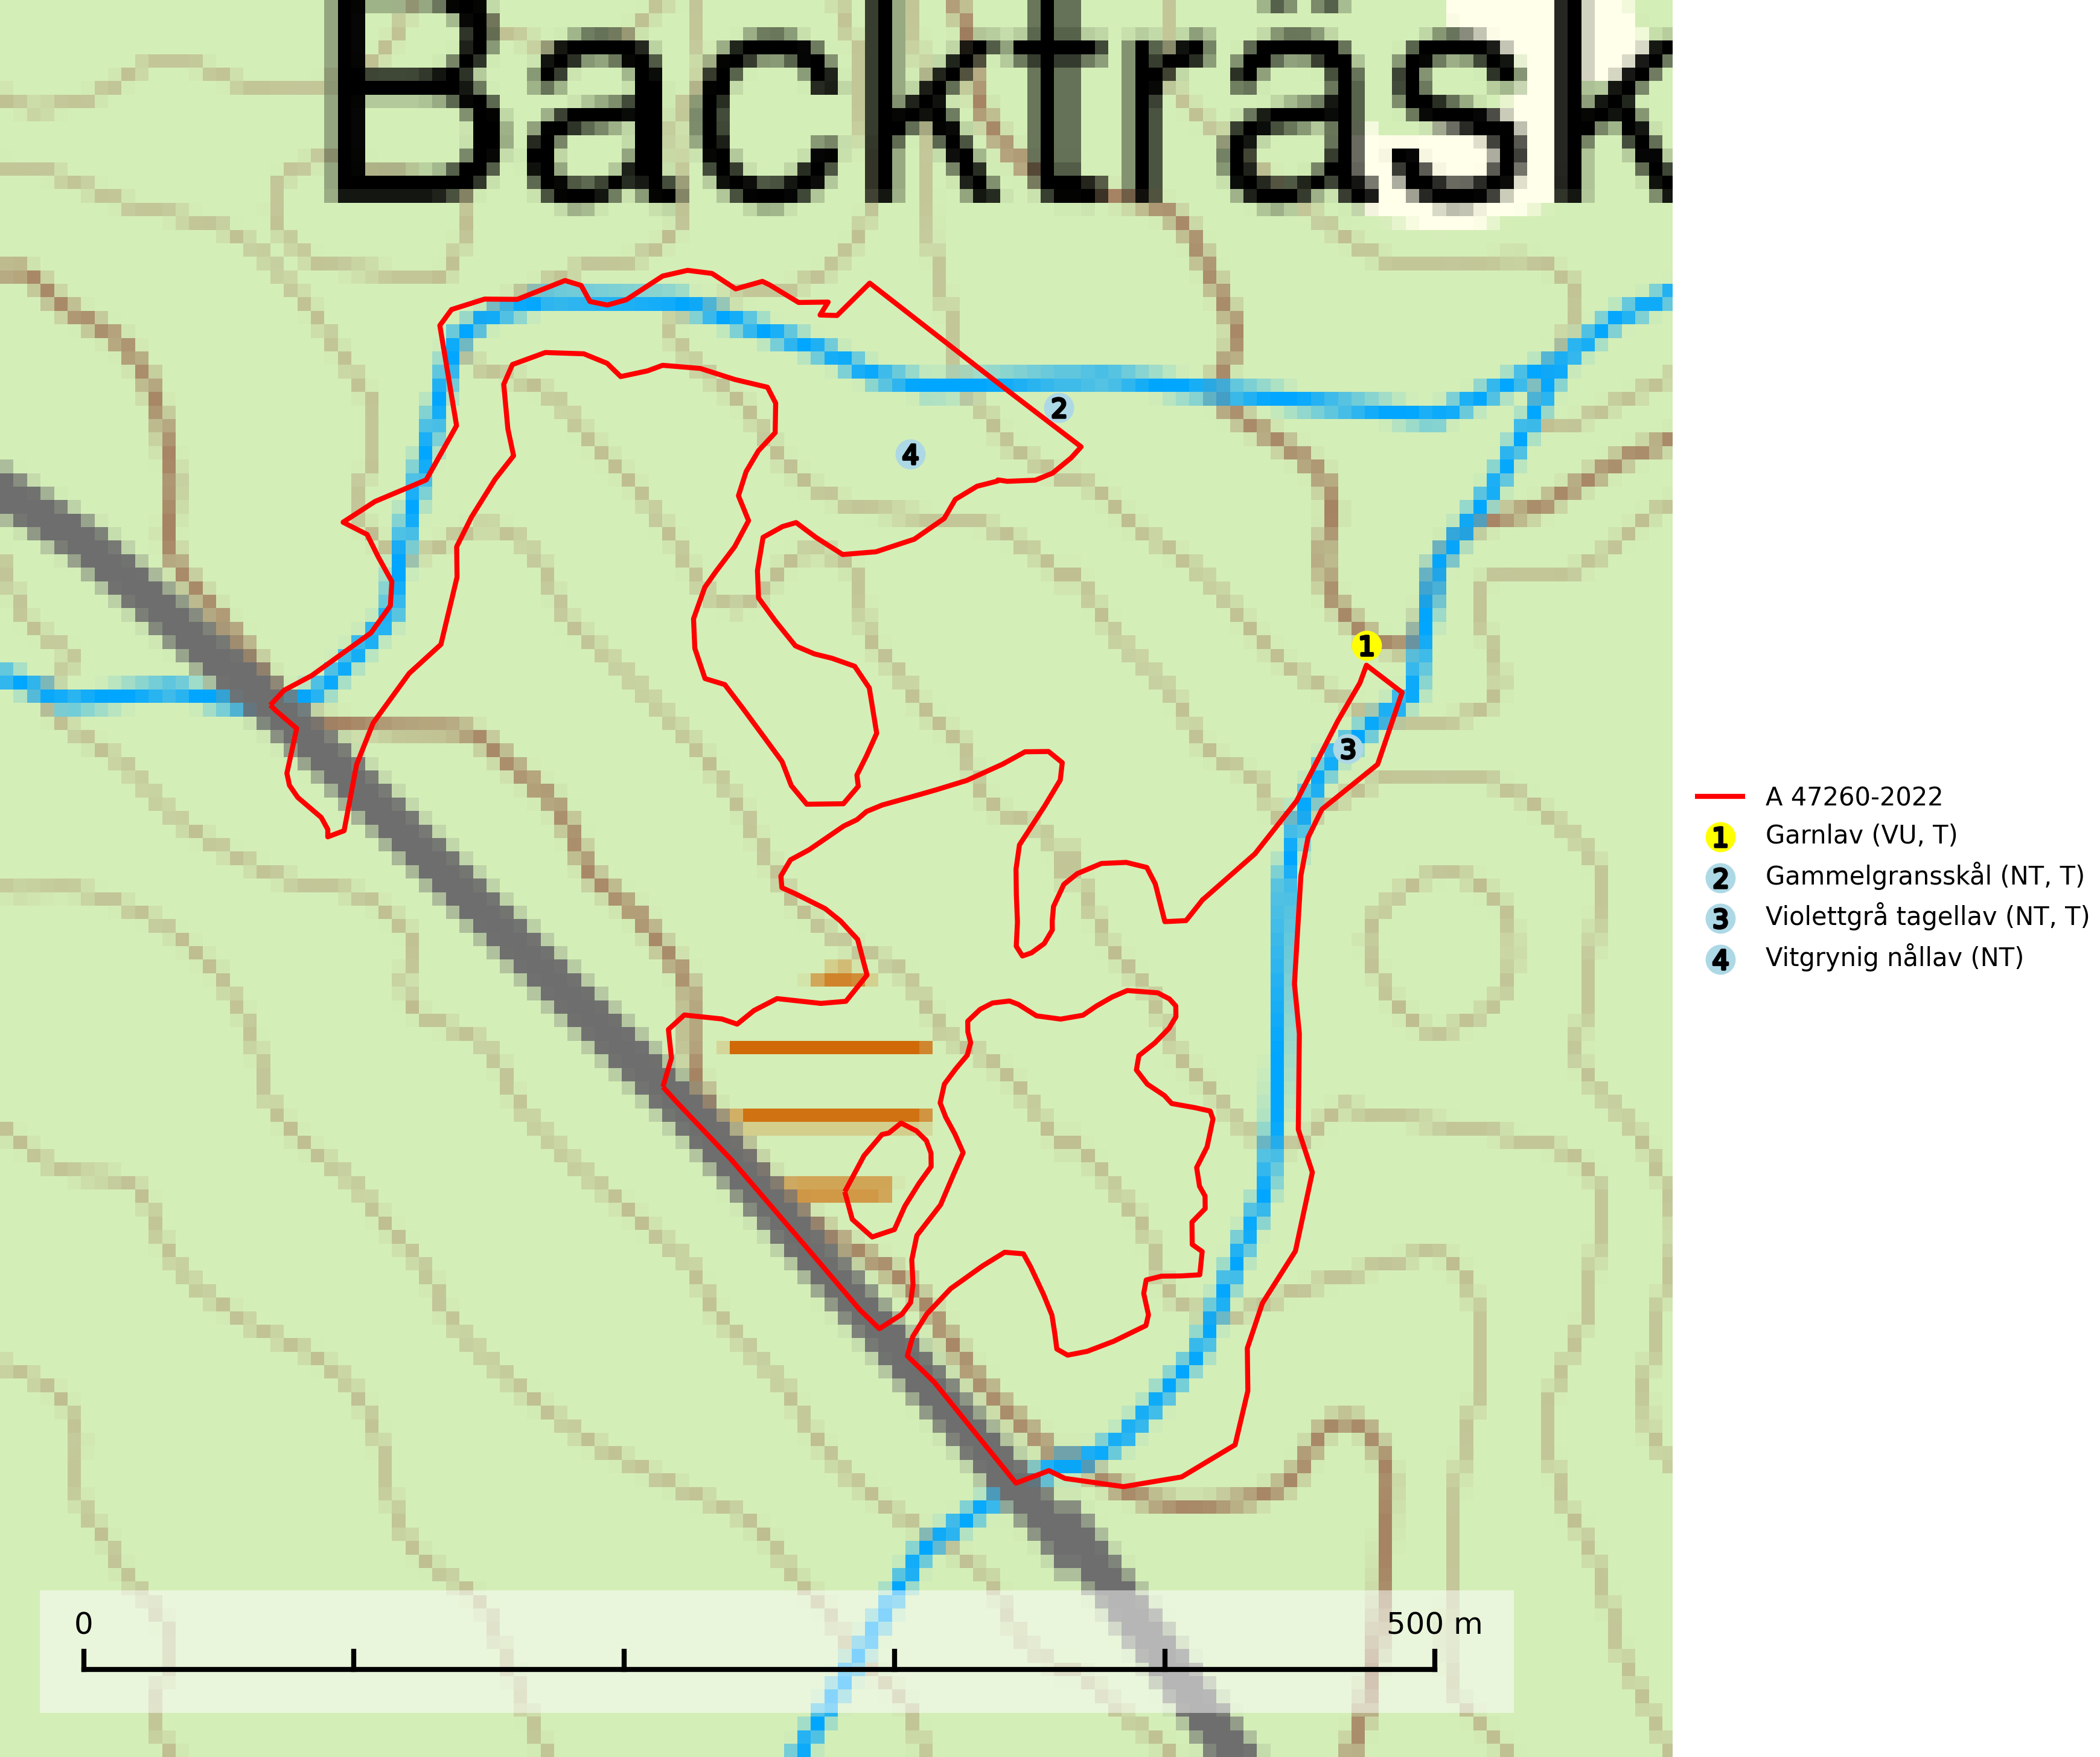 Backträsk
2
4
1
3
A 47260-2022
1 Garnlav (VU, T)
2 Gammelgransskål (NT, T)
3 Violettgrå tagellav (NT, T)
4 Vitgrynig nållav (NT)
0 500 m